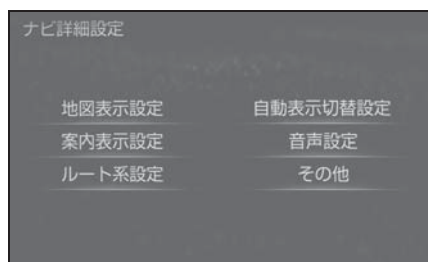 ナビ詳細設定
地図表示設定
自動表示切替設定
案内表示設定
音声設定
ルート系設定
その他